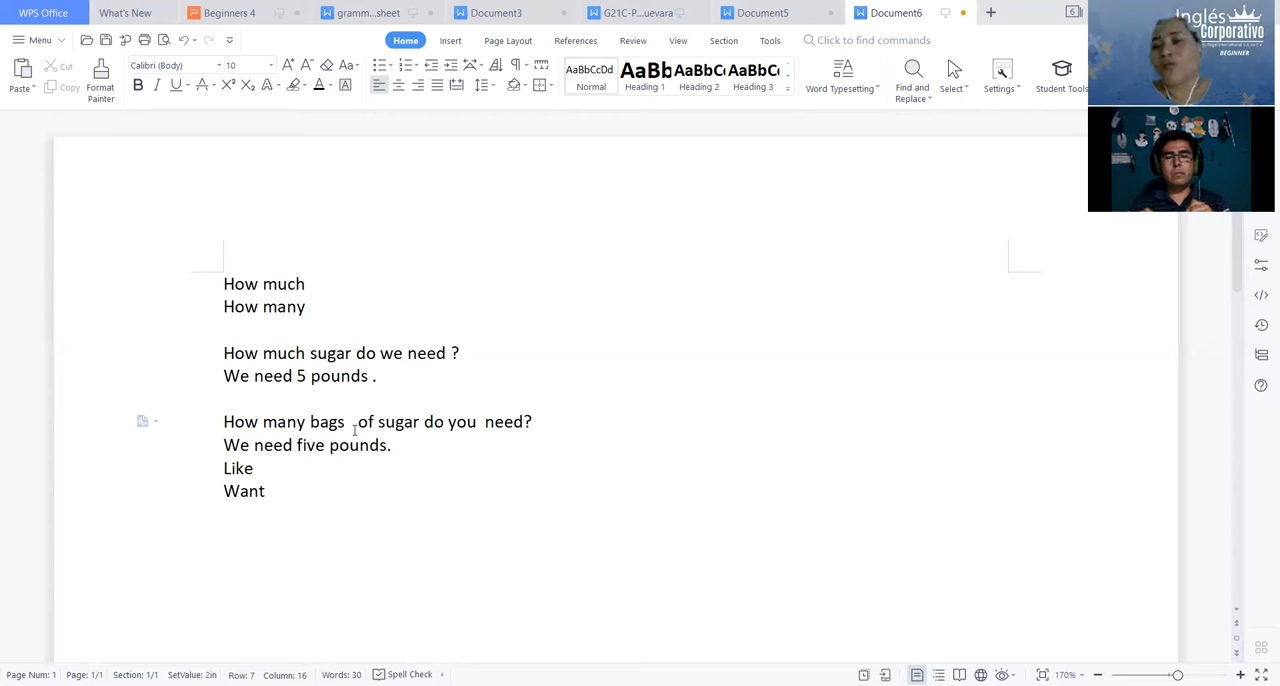 WPS Office What's New Beginners 4 gramm...sheet Document3 G21C-P...uevara Document5 Document6 + 6
Menu Home Insert Page Layout References Review View Section Tools Click to find commands
Paste Cut Copy Format Painter Calibri (Body) 10 AaBbCcDd Normal AaBb Heading 1 AaBbC Heading 2 AaBbC Heading 3 Word Typesetting Find and Replace Select Settings Student Tools
Inglés
Corporativo
BEGINNER
How much
How many
How much sugar do we need ?
We need 5 pounds .
How many bags of sugar do you need?
We need five pounds.
Like
Want
Page Num: 1 Page: 1/1 Section: 1/1 SetValue: 2in Row: 7 Column: 16 Words: 30 Spell Check 170%